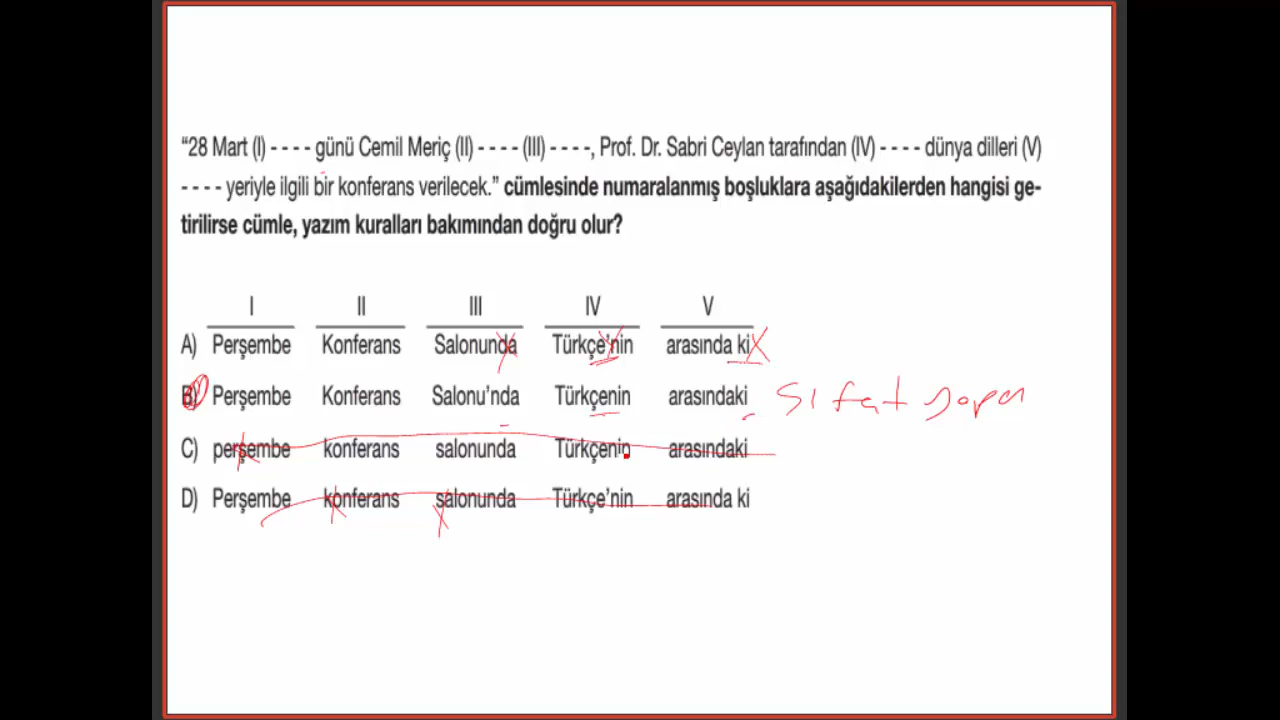 “28 Mart (I) - - - - günü Cemil Meriç (II) - - - - (III) - - - -, Prof. Dr. Sabri Ceylan tarafından (IV) - - - - dünya dilleri (V)
- - - - yeriyle ilgili bir konferans verilecek.” cümlesinde numaralanmış boşluklara aşağıdakilerden hangisi ge-
tirilirse cümle, yazım kuralları bakımından doğru olur?
I II III IV V
A) Perşembe Konferans Salonunda Türkçe’nin arasında ki
B) Perşembe Konferans Salonu’nda Türkçenin arasındaki sıfat yapan
C) perşembe konferans salonunda Türkçenin arasındaki
D) Perşembe konferans salonunda Türkçe’nin arasında ki